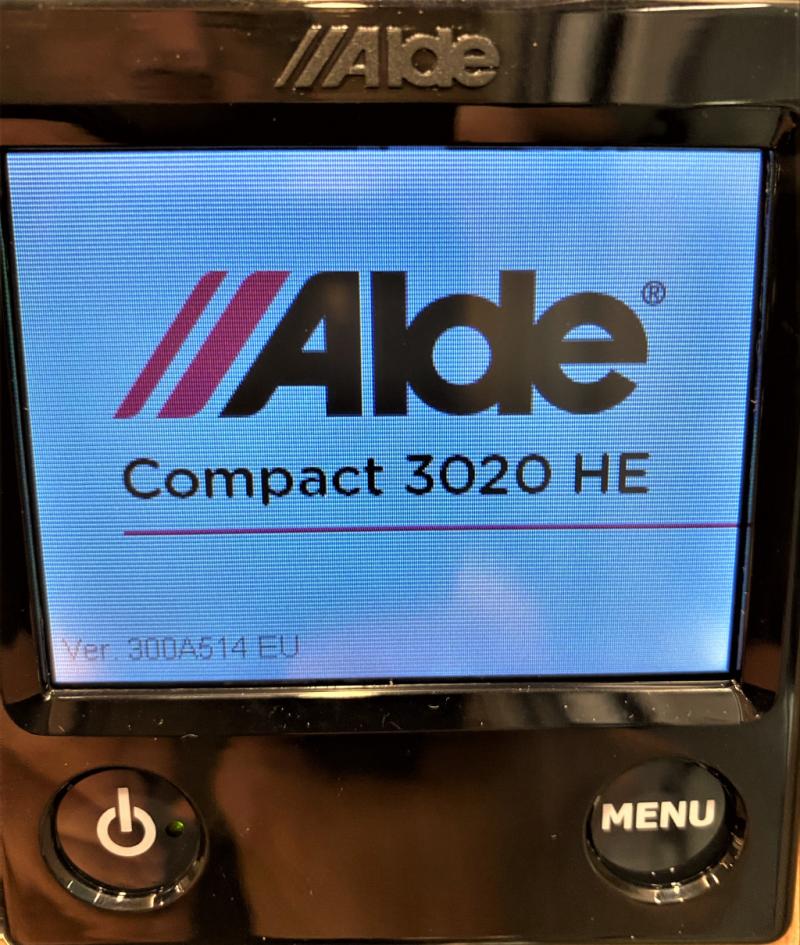 Alde
Alde®
Compact 3020 HE
Ver. 300A514 EU
MENU